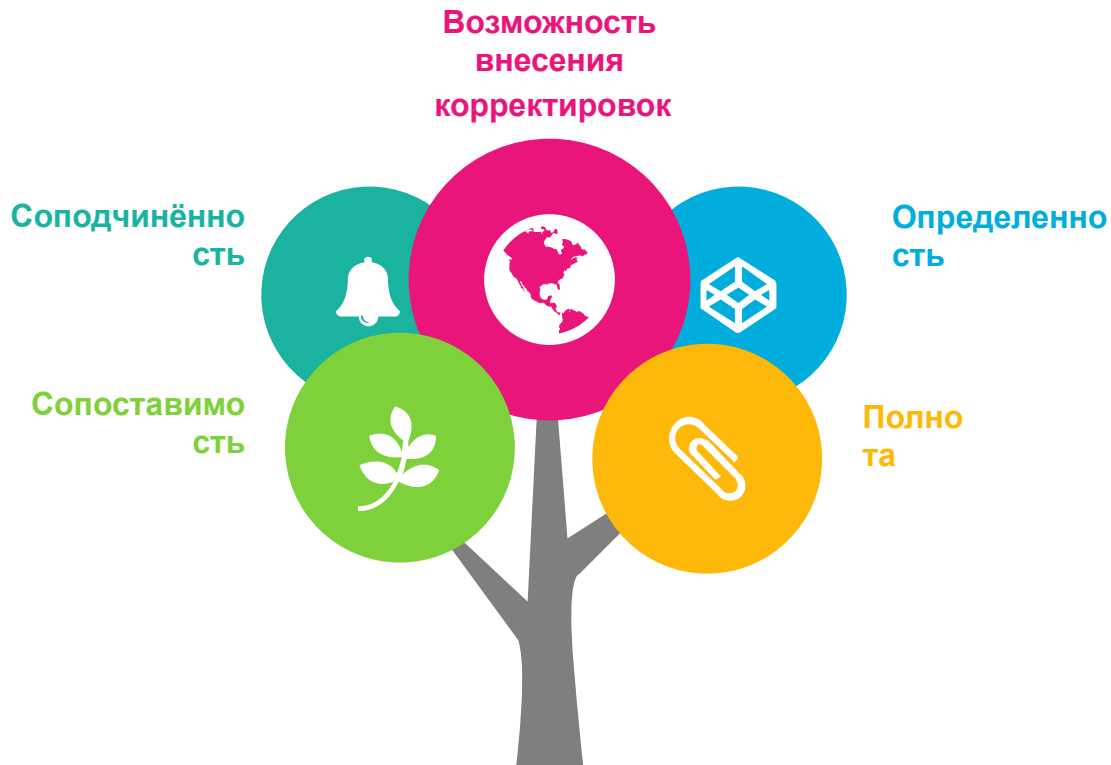 Возможность
внесения
корректировок
Соподчинённо
сть
Определенно
сть
Сопоставимо
сть
Полно
та